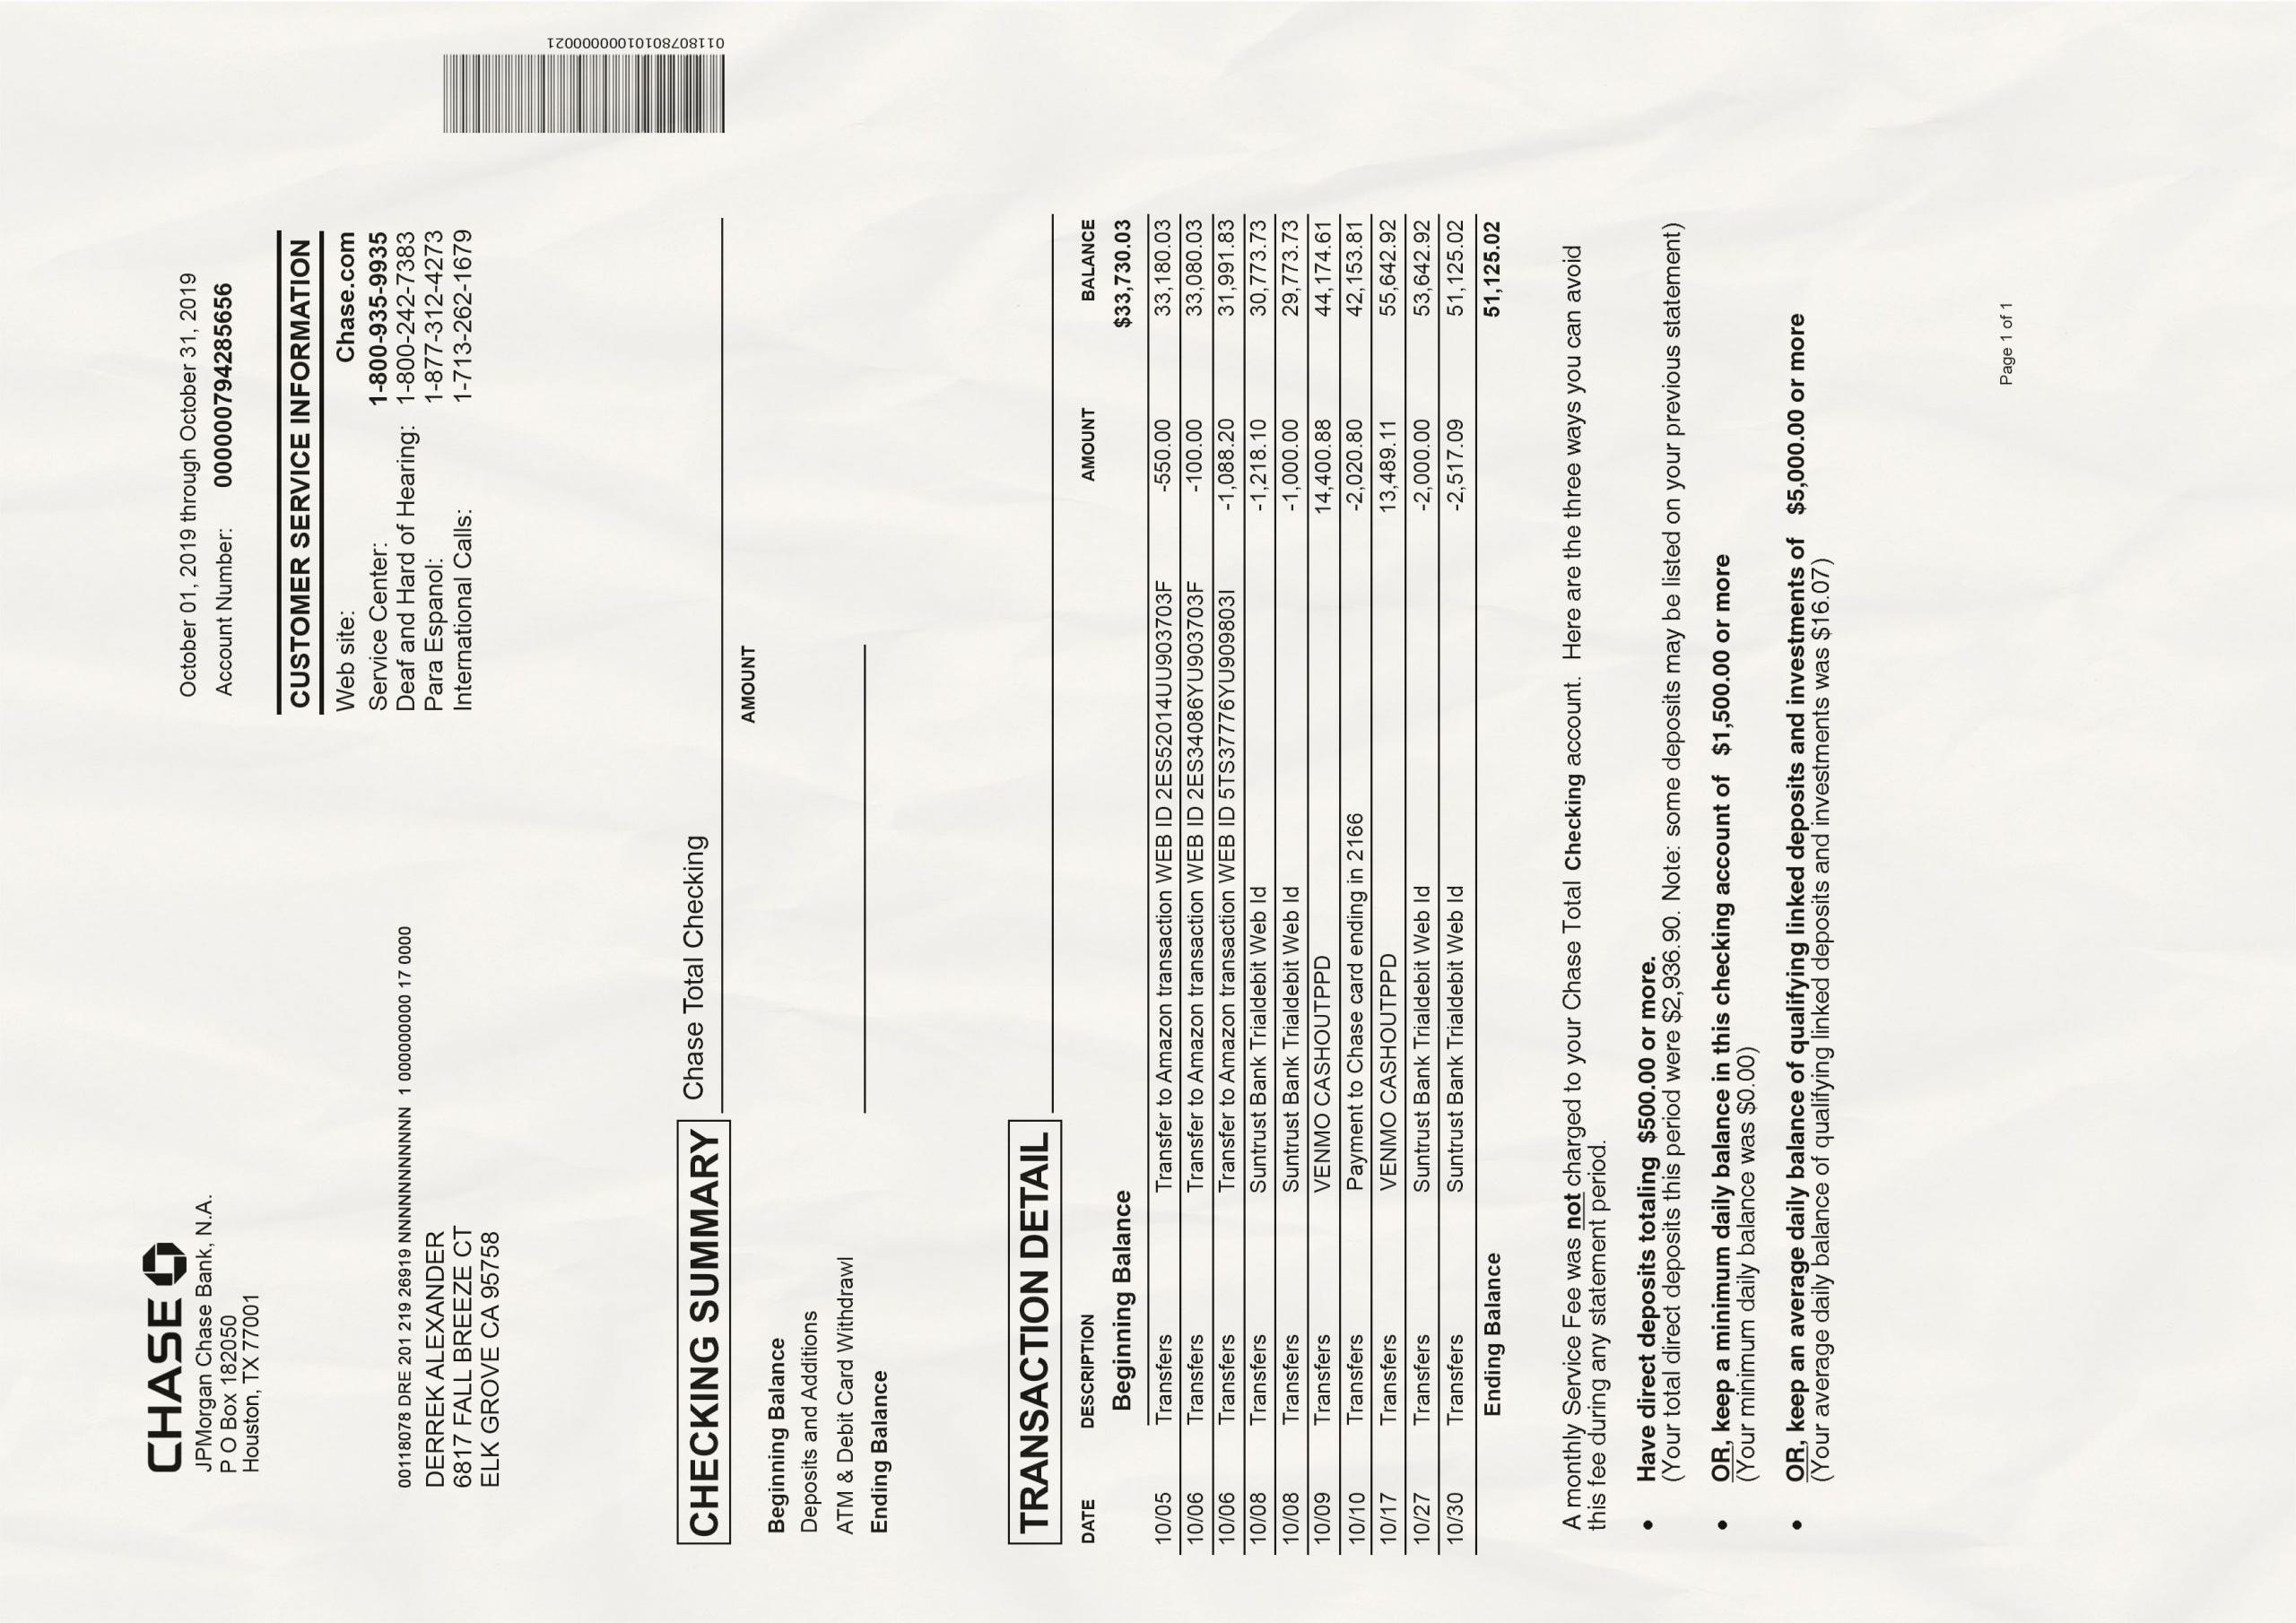 CHASE
JPMorgan Chase Bank, N.A.
P O Box 182050
Houston, TX 77001
October 01, 2019 through October 31, 2019
Account Number: 000000794285656
CUSTOMER SERVICE INFORMATION
Web site: Chase.com
Service Center: 1-800-935-9935
Deaf and Hard of Hearing: 1-800-242-7383
Para Espanol: 1-877-312-4273
International Calls: 1-713-262-1679
00118078 DRE 201 219 26919 NNNNNNNNNNN 1 000000000 17 0000
DERREK ALEXANDER
6817 FALL BREEZE CT
ELK GROVE CA 95758
01180780101000000021
CHECKING SUMMARY Chase Total Checking
AMOUNT
Beginning Balance
Deposits and Additions
ATM & Debit Card Withdrawl
Ending Balance
TRANSACTION DETAIL
DATE DESCRIPTION AMOUNT BALANCE
Beginning Balance $33,730.03
10/05 Transfers Transfer to Amazon transaction WEB ID 2ES52014UU903703F -550.00 33,180.03
10/06 Transfers Transfer to Amazon transaction WEB ID 2ES34086YU903703F -100.00 33,080.03
10/06 Transfers Transfer to Amazon transaction WEB ID 5TS37776YU909803I -1,088.20 31,991.83
10/08 Transfers Suntrust Bank Trialdebit Web Id -1,218.10 30,773.73
10/08 Transfers Suntrust Bank Trialdebit Web Id -1,000.00 29,773.73
10/09 Transfers VENMO CASHOUTPPD 14,400.88 44,174.61
10/10 Transfers Payment to Chase card ending in 2166 -2,020.80 42,153.81
10/17 Transfers VENMO CASHOUTPPD 13,489.11 55,642.92
10/27 Transfers Suntrust Bank Trialdebit Web Id -2,000.00 53,642.92
10/30 Transfers Suntrust Bank Trialdebit Web Id -2,517.09 51,125.02
Ending Balance 51,125.02
A monthly Service Fee was not charged to your Chase Total Checking account. Here are the three ways you can avoid
this fee during any statement period.
• Have direct deposits totaling $500.00 or more.
(Your total direct deposits this period were $2,936.90. Note: some deposits may be listed on your previous statement)
• OR, keep a minimum daily balance in this checking account of $1,500.00 or more
(Your minimum daily balance was $0.00)
• OR, keep an average daily balance of qualifying linked deposits and investments of $5,000.00 or more
(Your average daily balance of qualifying linked deposits and investments was $16.07)
Page 1 of 1